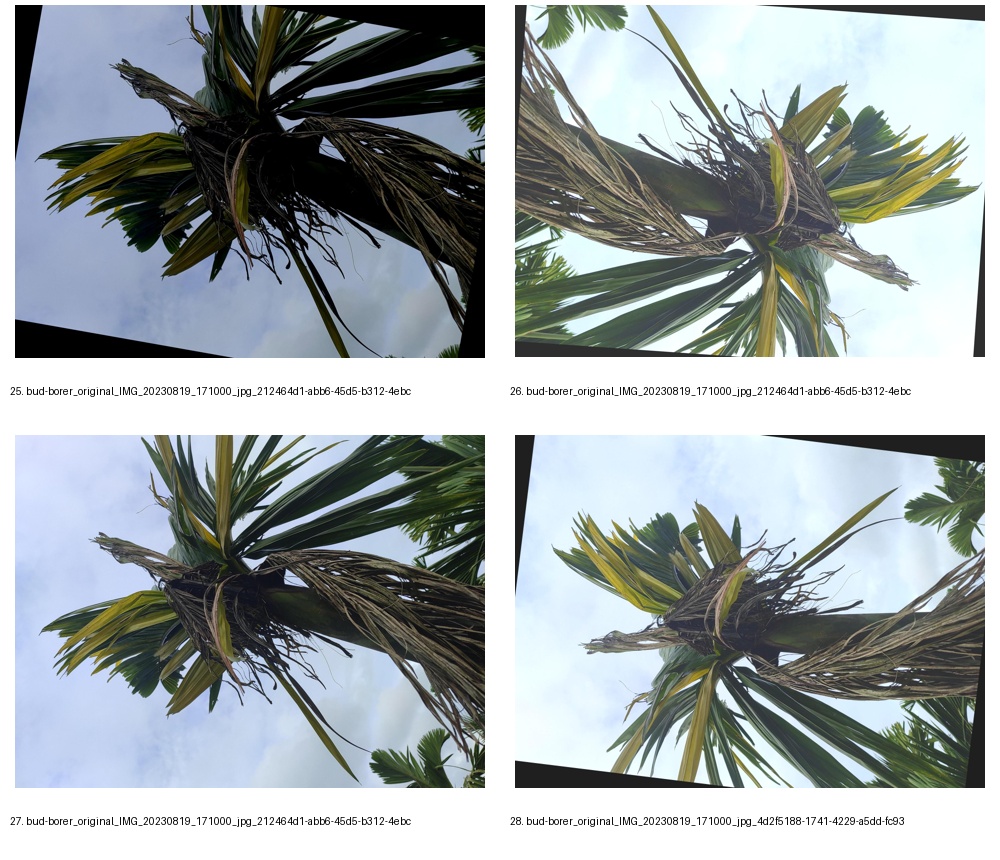 25. bud-borer_original_IMG_20230819_171000_jpg_212464d1-abb6-45d5-b312-4ebc
26. bud-borer_original_IMG_20230819_171000_jpg_212464d1-abb6-45d5-b312-4ebc
27. bud-borer_original_IMG_20230819_171000_jpg_212464d1-abb6-45d5-b312-4ebc
28. bud-borer_original_IMG_20230819_171000_jpg_4d2f5188-1741-4229-a5dd-fc93